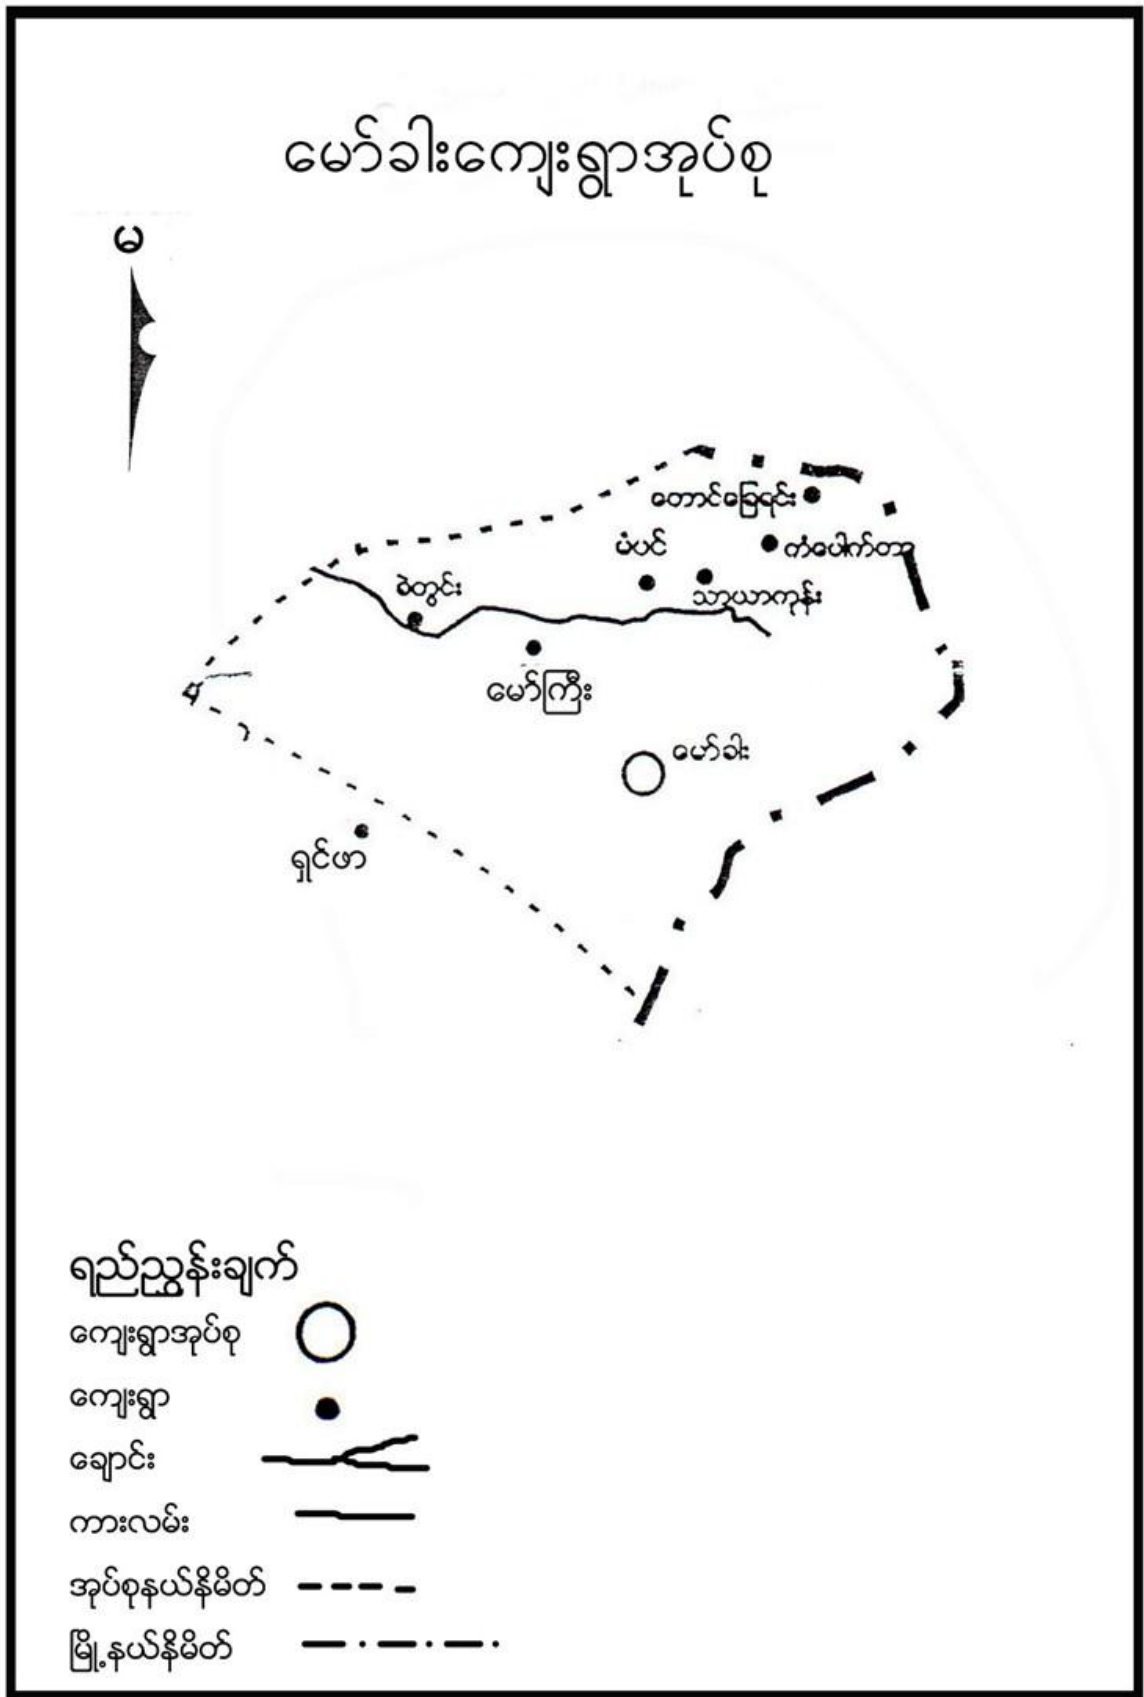 မော်ခါးကျေးရွာအုပ်စု
မ
တောင်ခြေရင်း
မံပင်
ကံပေါက်တာ
ခဲတွင်း
သာယာကုန်း
မော်ကြီး
မော်ခါး
ရှင်ဖာ
ရည်ညွှန်းချက်
ကျေးရွာအုပ်စု
ကျေးရွာ
ချောင်း
ကားလမ်း
အုပ်စုနယ်နိမိတ်
မြို့နယ်နိမိတ်